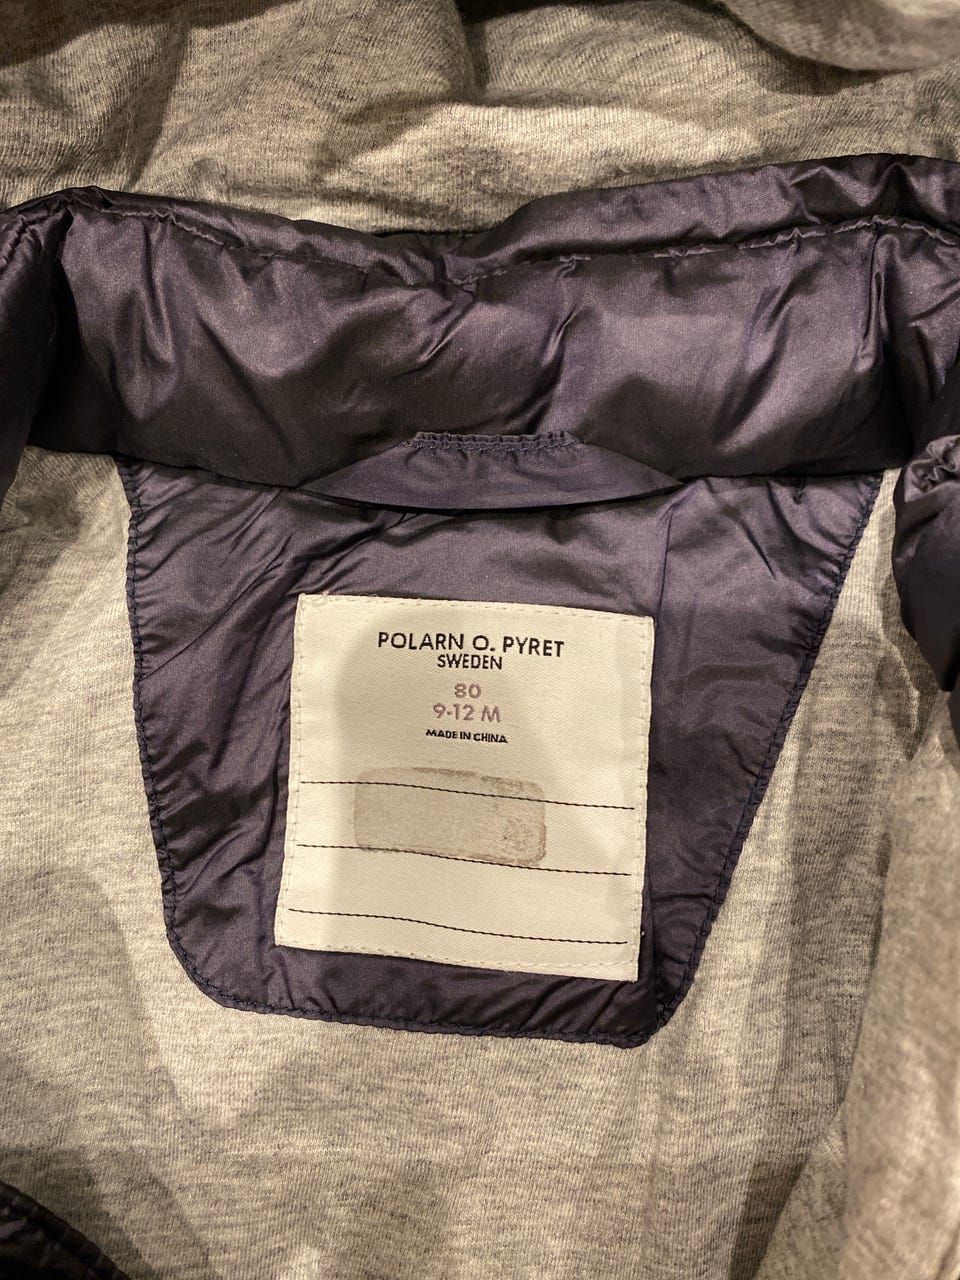 POLARN O. PYRET
SWEDEN
80
9-12 M
MADE IN CHINA